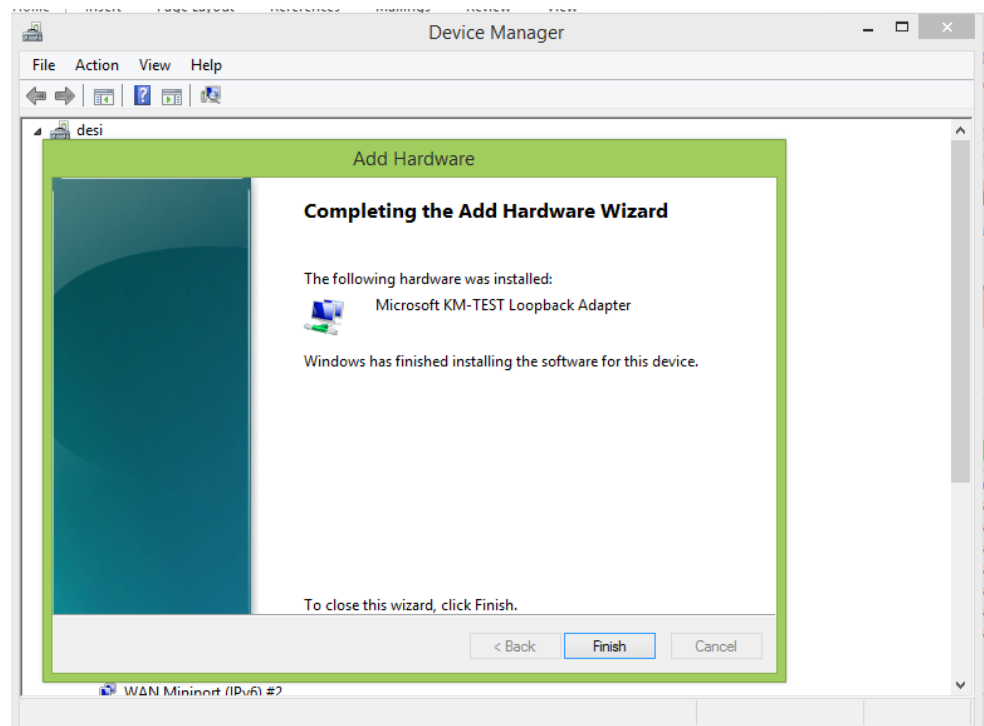 Device Manager
File Action View Help
desi
Add Hardware
Completing the Add Hardware Wizard
The following hardware was installed:
Microsoft KM-TEST Loopback Adapter
Windows has finished installing the software for this device.
To close this wizard, click Finish.
< Back Finish Cancel
WAN Miniport (IPv6) #2